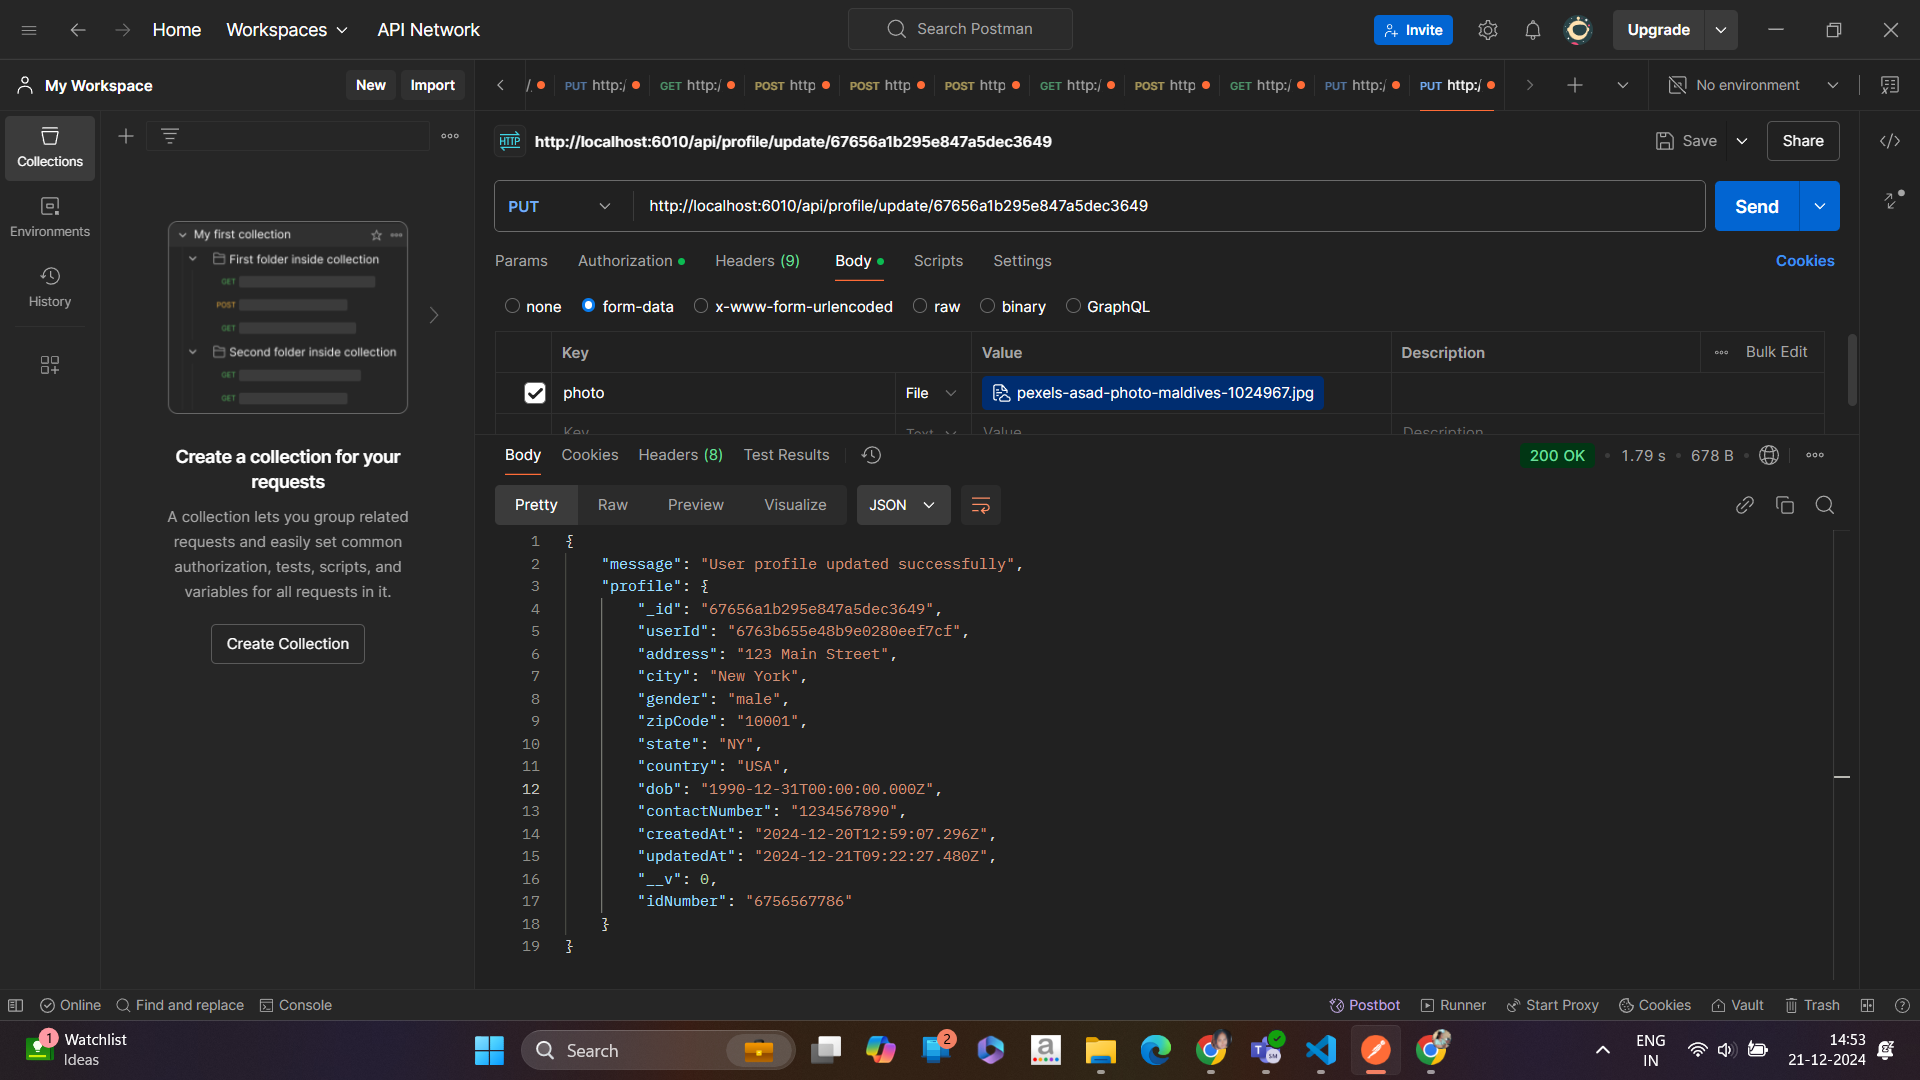 Home Workspaces API Network Search Postman Invite Upgrade
My Workspace New Import / PUT http:/ GET http:/ POST http POST http POST http GET http:/ POST http GET http:/ PUT http:/ PUT http:/ No environment
Collections
Environments
History
My first collection
First folder inside collection
GET
POST
GET
Second folder inside collection
GET
GET
Create a collection for your
requests
A collection lets you group related
requests and easily set common
authorization, tests, scripts, and
variables for all requests in it.
Create Collection
HTTP http://localhost:6010/api/profile/update/67656a1b295e847a5dec3649 Save Share
PUT http://localhost:6010/api/profile/update/67656a1b295e847a5dec3649 Send
Params Authorization Headers (9) Body Scripts Settings Cookies
none form-data x-www-form-urlencoded raw binary GraphQL
Key Value Description Bulk Edit
photo File pexels-asad-photo-maldives-1024967.jpg
Key Text Value Description
Body Cookies Headers (8) Test Results 200 OK 1.79 s 678 B
Pretty Raw Preview Visualize JSON
1 {
2 "message": "User profile updated successfully",
3 "profile": {
4 "_id": "67656a1b295e847a5dec3649",
5 "userId": "6763b655e48b9e0280eef7cf",
6 "address": "123 Main Street",
7 "city": "New York",
8 "gender": "male",
9 "zipCode": "10001",
10 "state": "NY",
11 "country": "USA",
12 "dob": "1990-12-31T00:00:00.000Z",
13 "contactNumber": "1234567890",
14 "createdAt": "2024-12-20T12:59:07.296Z",
15 "updatedAt": "2024-12-21T09:22:27.480Z",
16 "__v": 0,
17 "idNumber": "6756567786"
18 }
19 }
Online Find and replace Console Postbot Runner Start Proxy Cookies Vault Trash
1 Watchlist
Ideas
Search
2
ENG
IN
14:53
21-12-2024